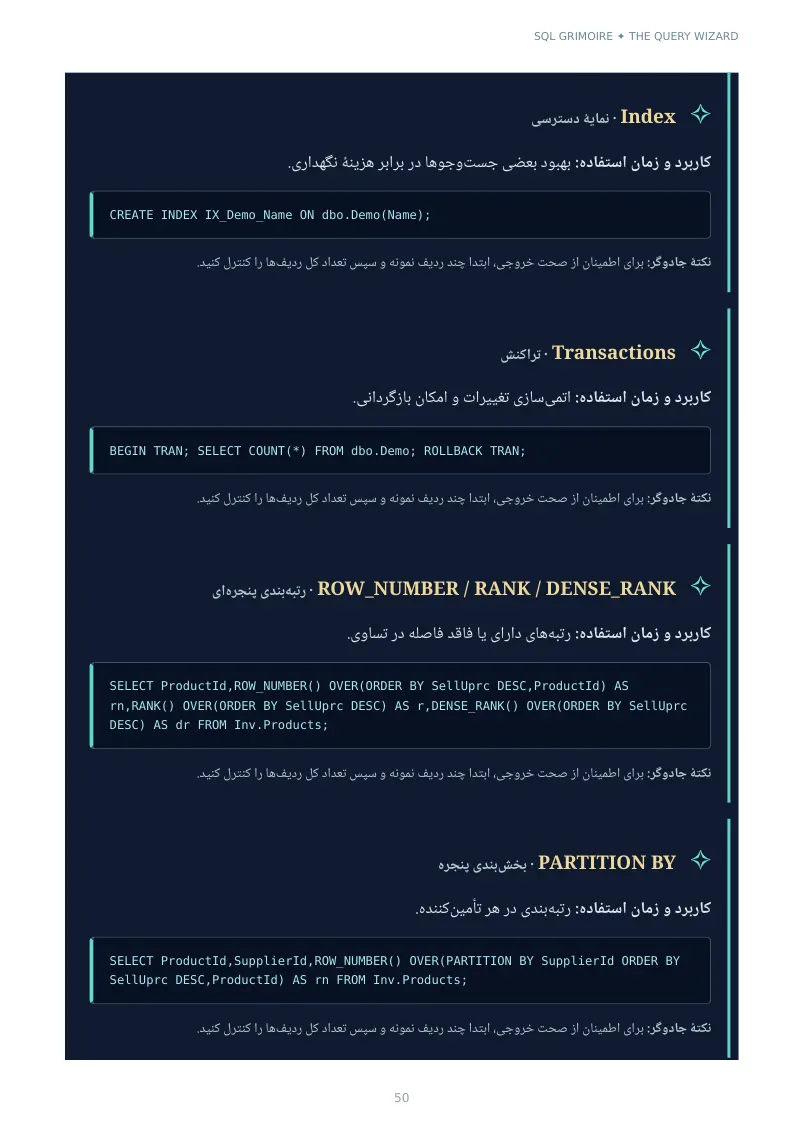 SQL GRIMOIRE ✦ THE QUERY WIZARD
✧ Index · نمایهٔ دسترسی
کاربرد و زمان استفاده: بهبود بعضی جست‌وجوها در برابر هزینهٔ نگهداری.
CREATE INDEX IX_Demo_Name ON dbo.Demo(Name);
نکتهٔ جادوگر: برای اطمینان از صحت خروجی، ابتدا چند ردیف نمونه و سپس تعداد کل ردیف‌ها را کنترل کنید.
✧ Transactions · تراکنش
کاربرد و زمان استفاده: اتمی‌سازی تغییرات و امکان بازگردانی.
BEGIN TRAN; SELECT COUNT(*) FROM dbo.Demo; ROLLBACK TRAN;
نکتهٔ جادوگر: برای اطمینان از صحت خروجی، ابتدا چند ردیف نمونه و سپس تعداد کل ردیف‌ها را کنترل کنید.
✧ ROW_NUMBER / RANK / DENSE_RANK · رتبه‌بندی پنجره‌ای
کاربرد و زمان استفاده: رتبه‌های دارای یا فاقد فاصله در تساوی.
SELECT ProductId,ROW_NUMBER() OVER(ORDER BY SellUprc DESC,ProductId) AS
rn,RANK() OVER(ORDER BY SellUprc DESC) AS r,DENSE_RANK() OVER(ORDER BY SellUprc
DESC) AS dr FROM Inv.Products;
نکتهٔ جادوگر: برای اطمینان از صحت خروجی، ابتدا چند ردیف نمونه و سپس تعداد کل ردیف‌ها را کنترل کنید.
✧ PARTITION BY · بخش‌بندی پنجره
کاربرد و زمان استفاده: رتبه‌بندی در هر تأمین‌کننده.
SELECT ProductId,SupplierId,ROW_NUMBER() OVER(PARTITION BY SupplierId ORDER BY
SellUprc DESC,ProductId) AS rn FROM Inv.Products;
نکتهٔ جادوگر: برای اطمینان از صحت خروجی، ابتدا چند ردیف نمونه و سپس تعداد کل ردیف‌ها را کنترل کنید.
50